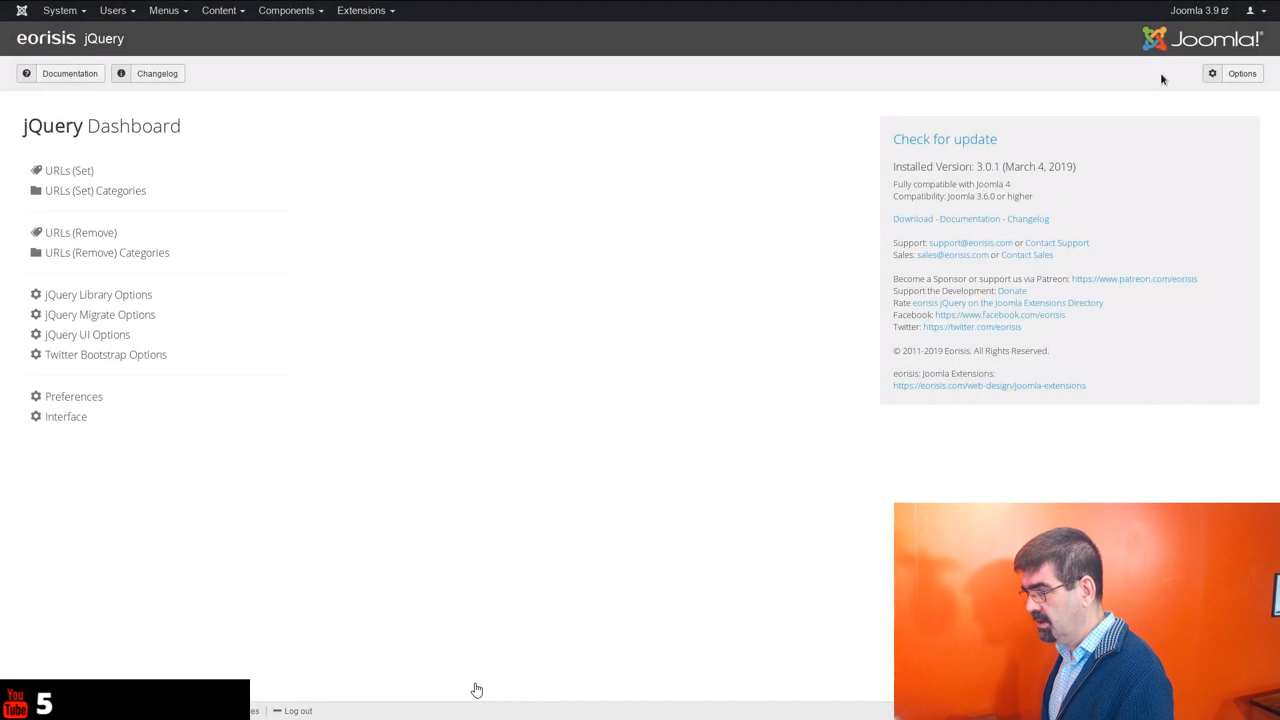 System Users Menus Content Components Extensions Joomla 3.9
eorisis jQuery
Joomla!
Documentation Changelog Options
jQuery Dashboard
URLs (Set)
URLs (Set) Categories
URLs (Remove)
URLs (Remove) Categories
jQuery Library Options
jQuery Migrate Options
jQuery UI Options
Twitter Bootstrap Options
Preferences
Interface
Check for update
Installed Version: 3.0.1 (March 4, 2019)
Fully compatible with Joomla 4
Compatibility: Joomla 3.6.0 or higher
Download - Documentation - Changelog
Support: support@eorisis.com or Contact Support
Sales: sales@eorisis.com or Contact Sales
Become a Sponsor or support us via Patreon: https://www.patreon.com/eorisis
Support the Development: Donate
Rate eorisis jQuery on the Joomla Extensions Directory
Facebook: https://www.facebook.com/eorisis
Twitter: https://twitter.com/eorisis
© 2011-2019 Eorisis. All Rights Reserved.
eorisis: Joomla Extensions:
https://eorisis.com/web-design/joomla-extensions
You Tube 5
es Log out